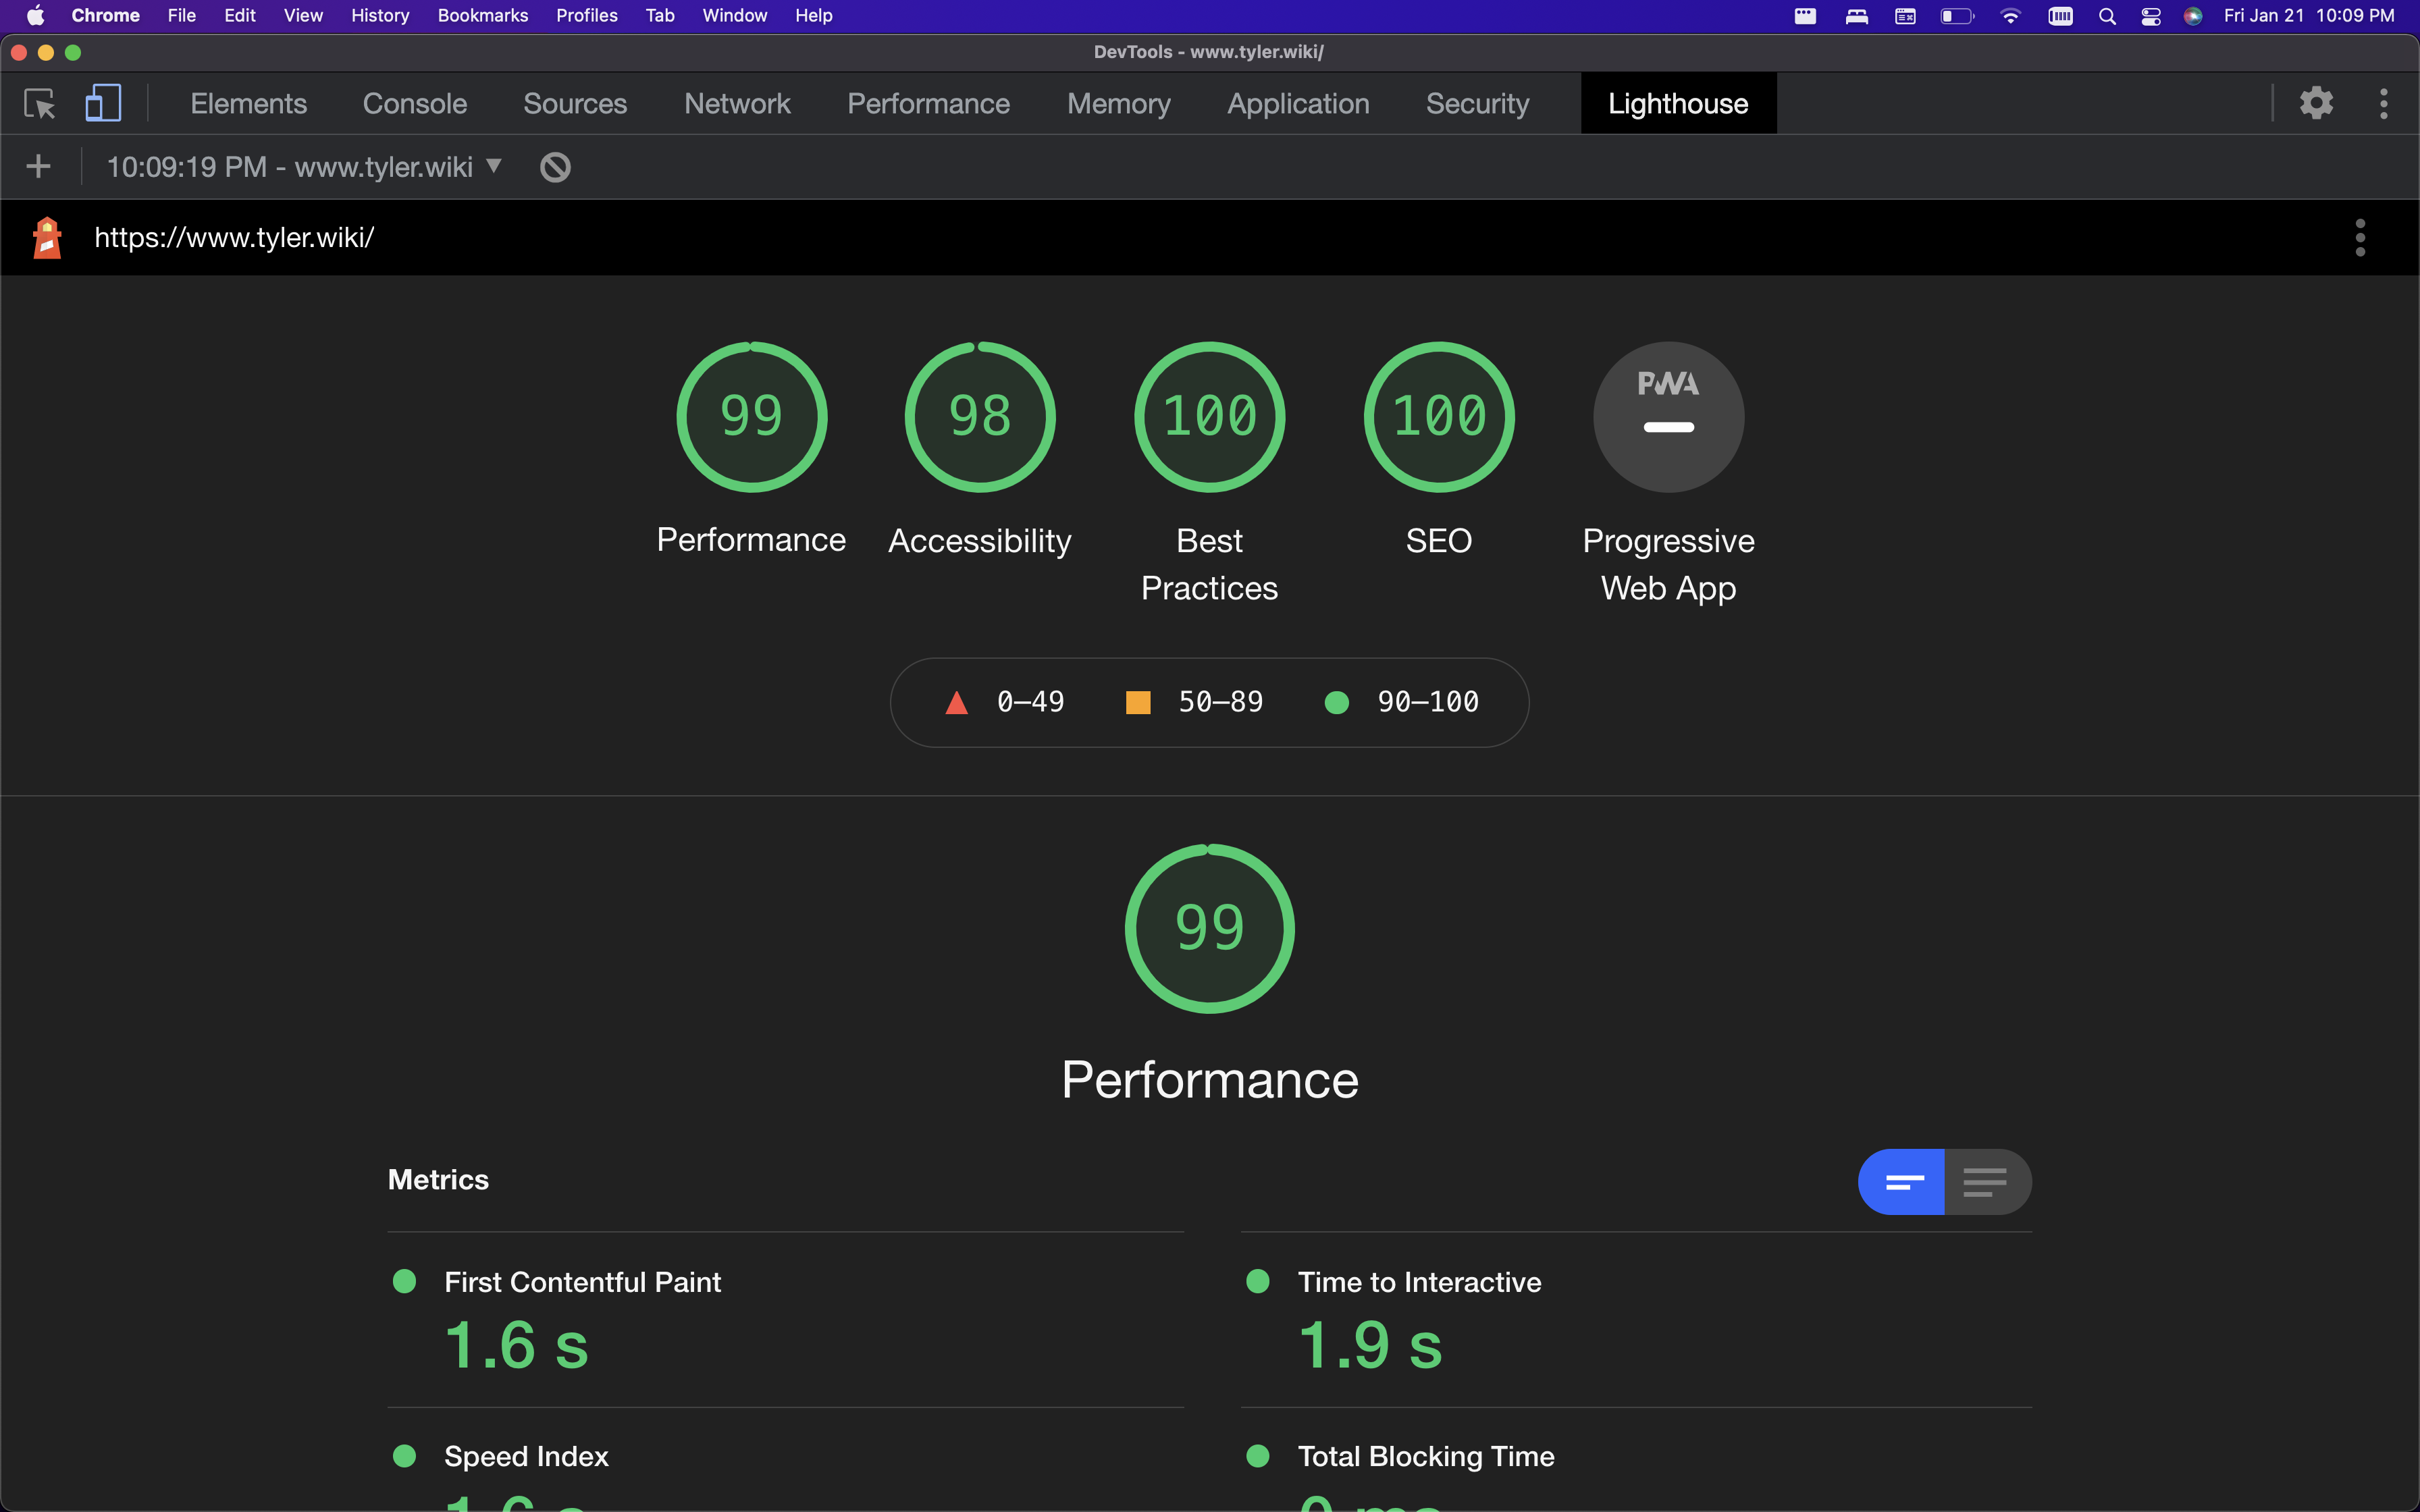 Chrome File Edit View History Bookmarks Profiles Tab Window Help Fri Jan 21 10:09 PM
DevTools - www.tyler.wiki/
Elements Console Sources Network Performance Memory Application Security Lighthouse
10:09:19 PM - www.tyler.wiki
https://www.tyler.wiki/
99 98 100 100 PWA
Performance Accessibility Best Practices SEO Progressive Web App
0–49 50–89 90–100
99
Performance
Metrics
First Contentful Paint
1.6 s
Time to Interactive
1.9 s
Speed Index
1.6 s
Total Blocking Time
0 ms